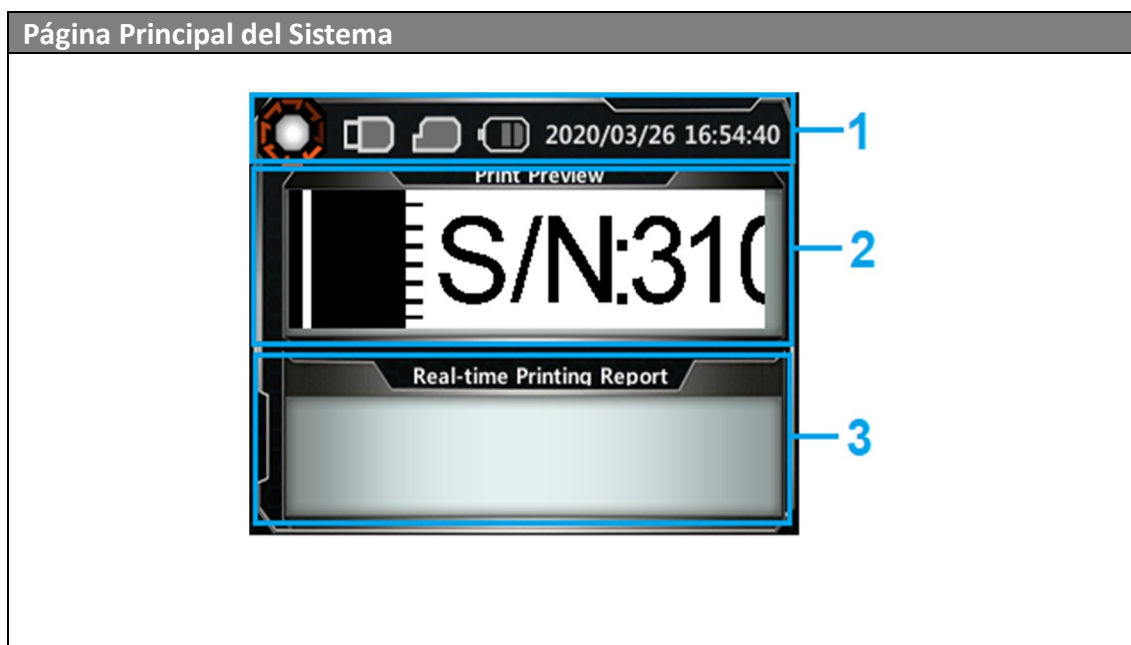 Página Principal del Sistema
2020/03/26 16:54:40
1
Print Preview
S/N:310
2
Real-time Printing Report
3